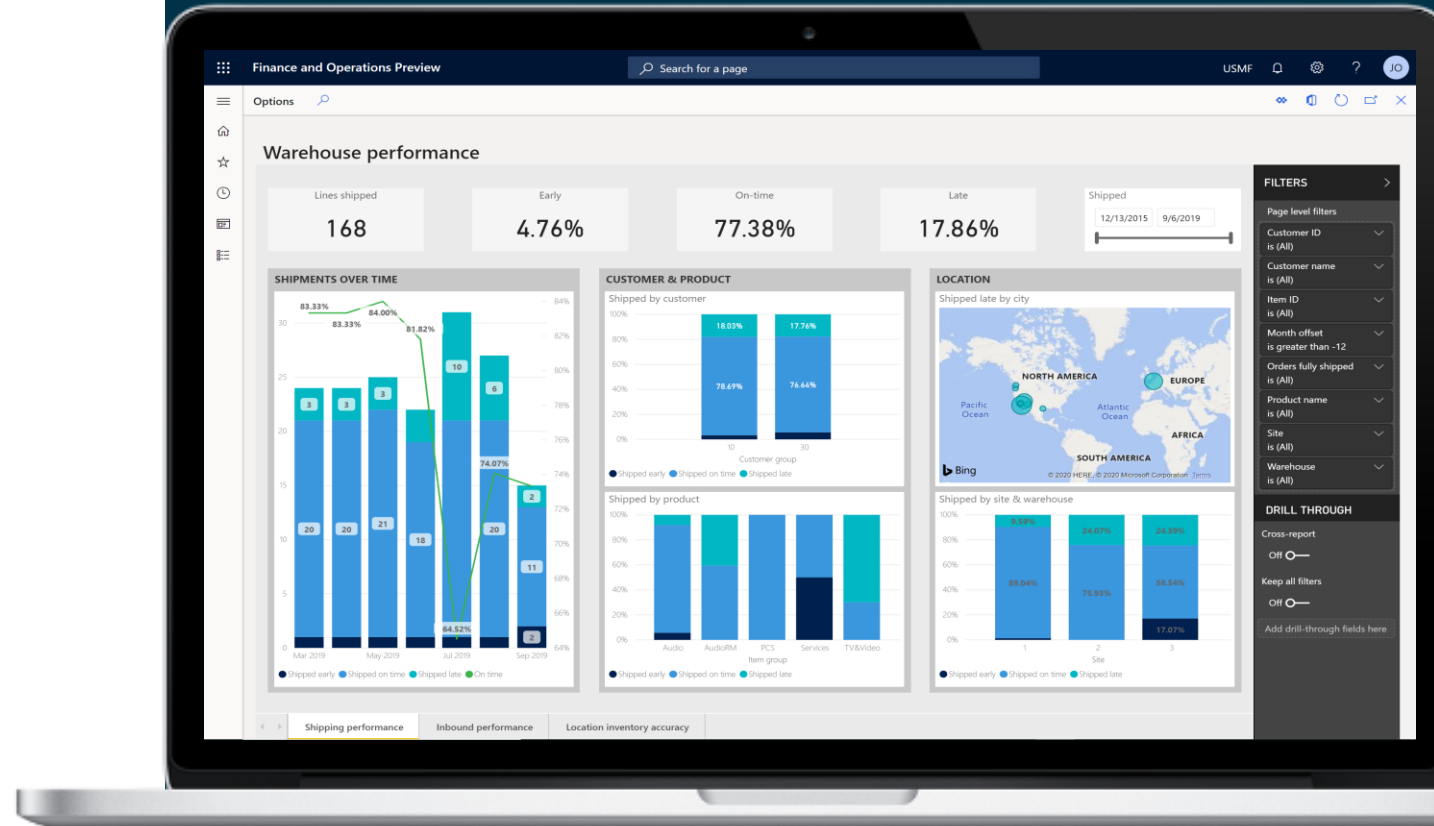 Finance and Operations Preview
Search for a page
USMF
?
JO
Options
Warehouse performance
Lines shipped
168
Early
4.76%
On-time
77.38%
Late
17.86%
Shipped
12/13/2015 9/6/2019
SHIPMENTS OVER TIME
30
25
20
15
10
5
0
84%
82%
80%
78%
76%
74%
72%
70%
68%
66%
64%
83.33%
83.33%
84.00%
81.82%
64.52%
74.07%
3
3
3
10
6
2
20
20
21
18
20
11
2
Mar 2019 May 2019 Jul 2019 Sep 2019
Shipped early Shipped on time Shipped late On time
CUSTOMER & PRODUCT
Shipped by customer
100%
80%
60%
40%
20%
0%
18.03% 17.76%
78.69% 76.64%
10 30
Customer group
Shipped early Shipped on time Shipped late
Shipped by product
100%
80%
60%
40%
20%
0%
Audio AudioRM PCS Services TV&Video
Item group
Shipped early Shipped on time Shipped late
LOCATION
Shipped late by city
NORTH AMERICA
EUROPE
Pacific
Ocean
Atlantic
Ocean
AFRICA
SOUTH AMERICA
Bing
© 2020 HERE, © 2020 Microsoft Corporation Terms
Shipped by site & warehouse
100%
80%
60%
40%
20%
0%
9.59% 24.07% 24.39%
89.04% 75.93% 58.54%
17.07%
1 2 3
Site
Shipped early Shipped on time Shipped late
FILTERS
Page level filters
Customer ID
is (All)
Customer name
is (All)
Item ID
is (All)
Month offset
is greater than -12
Orders fully shipped
is (All)
Product name
is (All)
Site
is (All)
Warehouse
is (All)
DRILL THROUGH
Cross-report
Off
Keep all filters
Off
Add drill-through fields here
Shipping performance
Inbound performance
Location inventory accuracy